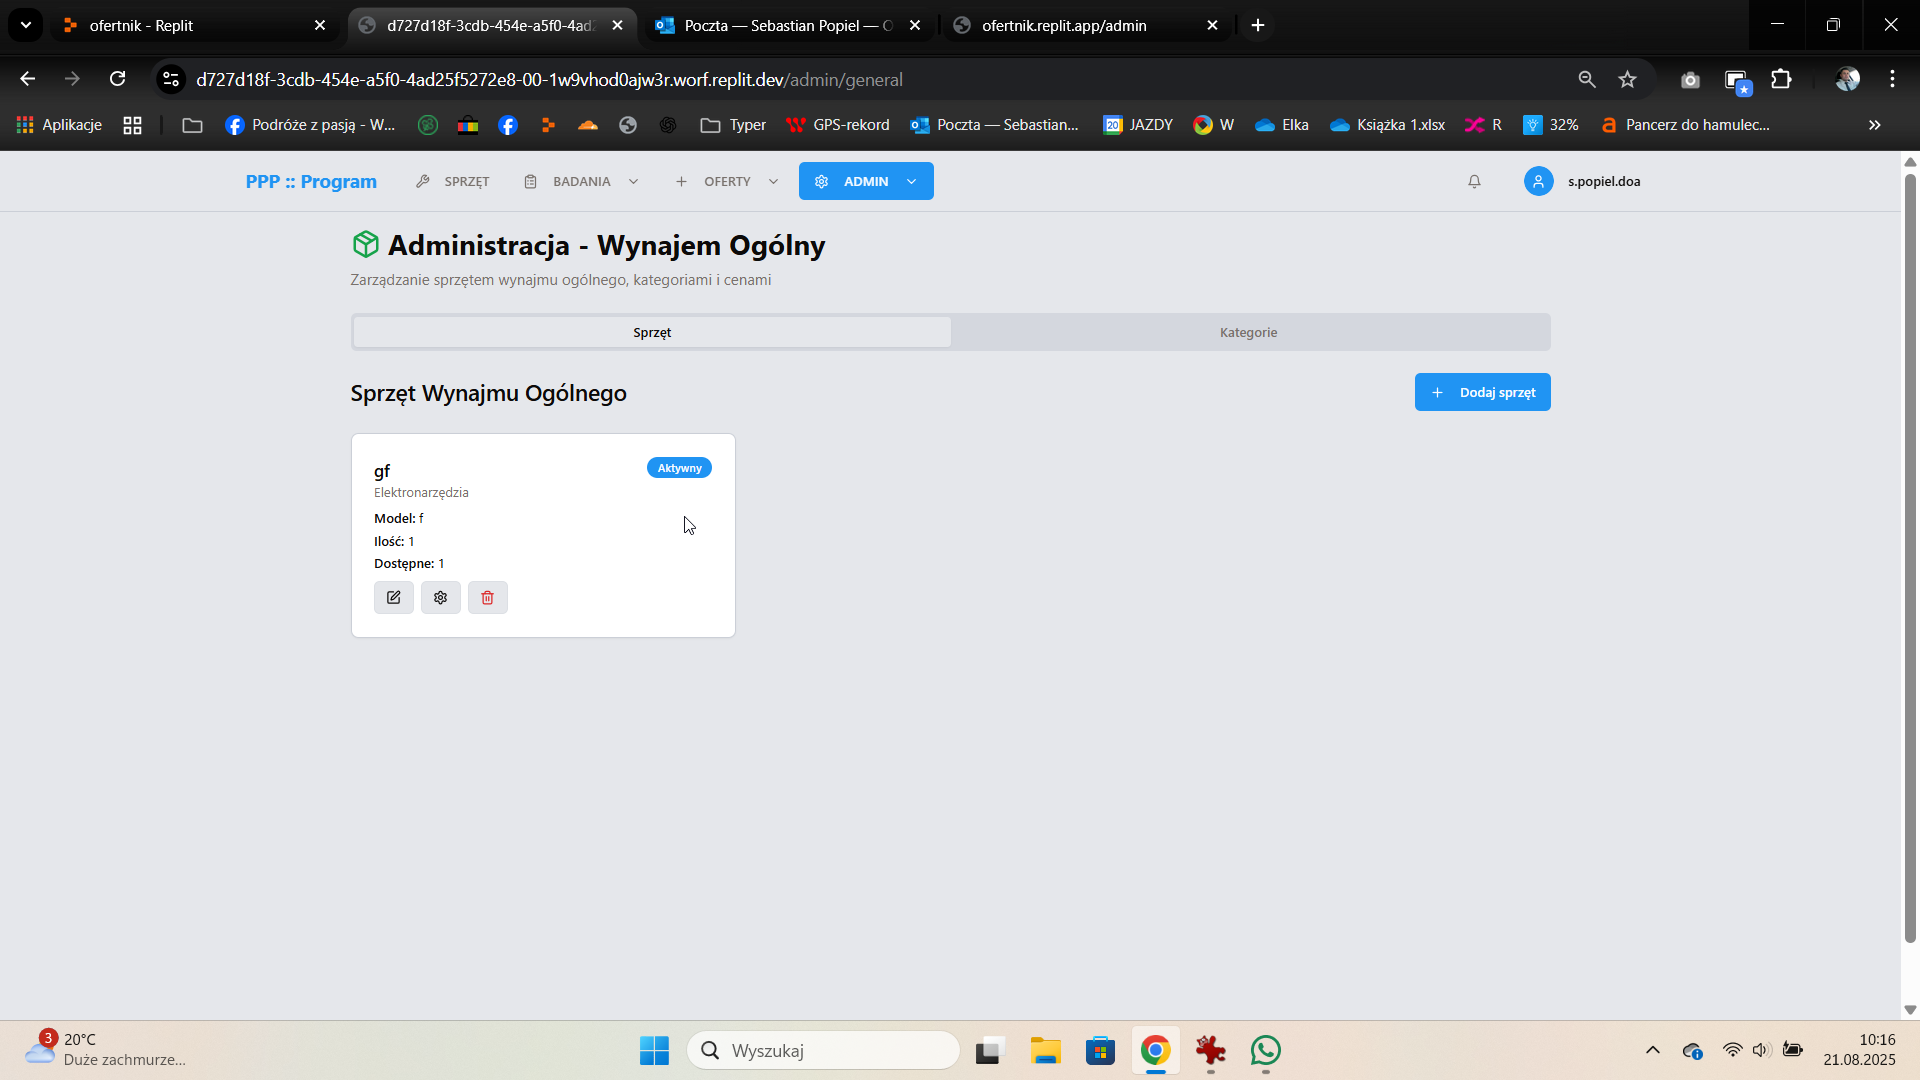 ofertnik - Replit
d727d18f-3cdb-454e-a5f0-4ad2
Poczta — Sebastian Popiel — O
ofertnik.replit.app/admin
d727d18f-3cdb-454e-a5f0-4ad25f5272e8-00-1w9vhod0ajw3r.worf.replit.dev/admin/general
Aplikacje
Podróże z pasją - W...
Typer
GPS-rekord
Poczta — Sebastian...
20 JAZDY
W
Elka
Książka 1.xlsx
R
32%
Pancerz do hamulec...
PPP :: Program
SPRZĘT
BADANIA
OFERTY
ADMIN
s.popiel.doa
Administracja - Wynajem Ogólny
Zarządzanie sprzętem wynajmu ogólnego, kategoriami i cenami
Sprzęt
Kategorie
Sprzęt Wynajmu Ogólnego
Dodaj sprzęt
gf
Aktywny
Elektronarzędzia
Model: f
Ilość: 1
Dostępne: 1
3
20°C
Duże zachmurze...
Wyszukaj
10:16
21.08.2025